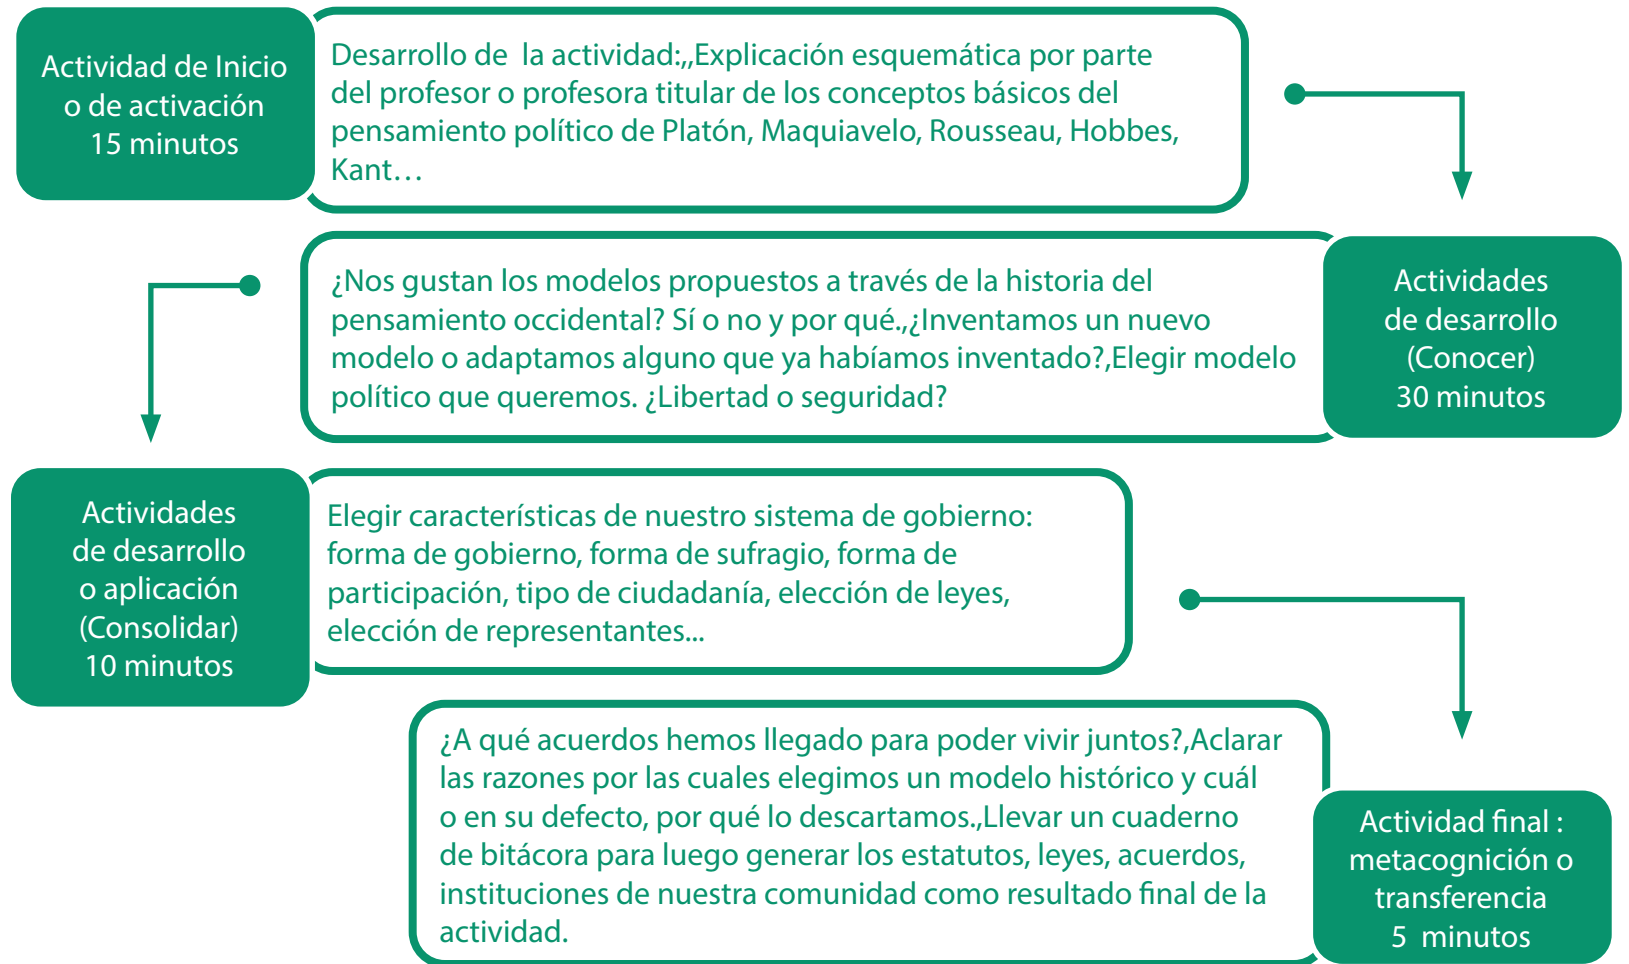 Actividad de Inicio
o de activación
15 minutos
Desarrollo de  la actividad:,,Explicación esquemática por parte
del profesor o profesora titular de los conceptos básicos del
pensamiento político de Platón, Maquiavelo, Rousseau, Hobbes,
Kant…
¿Nos gustan los modelos propuestos a través de la historia del
pensamiento occidental? Sí o no y por qué.,¿Inventamos un nuevo
modelo o adaptamos alguno que ya habíamos inventado?,Elegir modelo
político que queremos. ¿Libertad o seguridad?
Actividades
de desarrollo
(Conocer)
30 minutos
Actividades
de desarrollo
o aplicación
(Consolidar)
10 minutos
Elegir características de nuestro sistema de gobierno:
forma de gobierno, forma de sufragio, forma de
participación, tipo de ciudadanía, elección de leyes,
elección de representantes...
¿A qué acuerdos hemos llegado para poder vivir juntos?,Aclarar
las razones por las cuales elegimos un modelo histórico y cuál
o en su defecto, por qué lo descartamos.,Llevar un cuaderno
de bitácora para luego generar los estatutos, leyes, acuerdos,
instituciones de nuestra comunidad como resultado final de la
actividad.
Actividad final :
metacognición o
transferencia
5  minutos